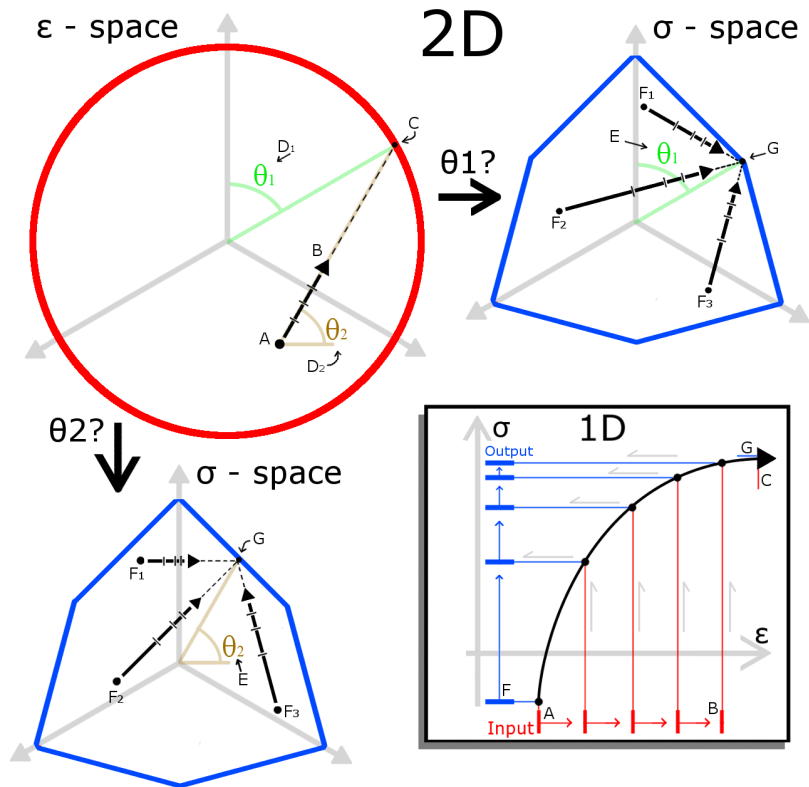 ε - space
2D
σ - space
C
D₁
θ₁
B
A
θ₂
D₂
θ1?
F₁
E
θ₁
G
F₂
F₃
θ2?
σ - space
G
F₁
θ₂
E
F₂
F₃
σ
1D
Output
G
C
ε
F
A
B
Input